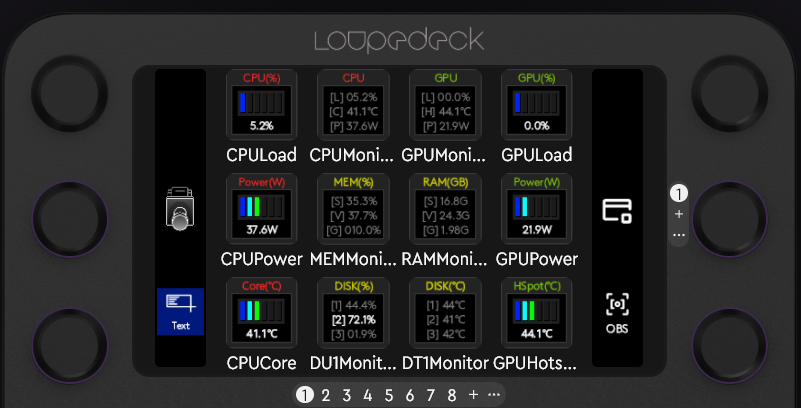 Loupedeck
CPU(%)
5.2%
CPULoad
CPU
[L] 05.2%
[C] 41.1℃
[P] 37.6W
CPUMoni...
GPU
[L] 00.0%
[H] 44.1℃
[P] 21.9W
GPUMoni...
GPU(%)
0.0%
GPULoad
Power(W)
37.6W
CPUPower
MEM(%)
[S] 35.3%
[V] 37.7%
[G] 010.0%
MEMMoni...
RAM(GB)
[S] 16.8G
[V] 24.3G
[G] 1.98G
RAMMoni...
Power(W)
21.9W
GPUPower
1
+
...
Text
Core(℃)
41.1℃
CPUCore
DISK(%)
[1] 44.4%
[2] 72.1%
[3] 01.9%
DU1Monit...
DISK(℃)
[1] 44℃
[2] 41℃
[3] 42℃
DT1Monitor
HSpot(℃)
44.1℃
GPUHots...
OBS
1 2 3 4 5 6 7 8 + ...